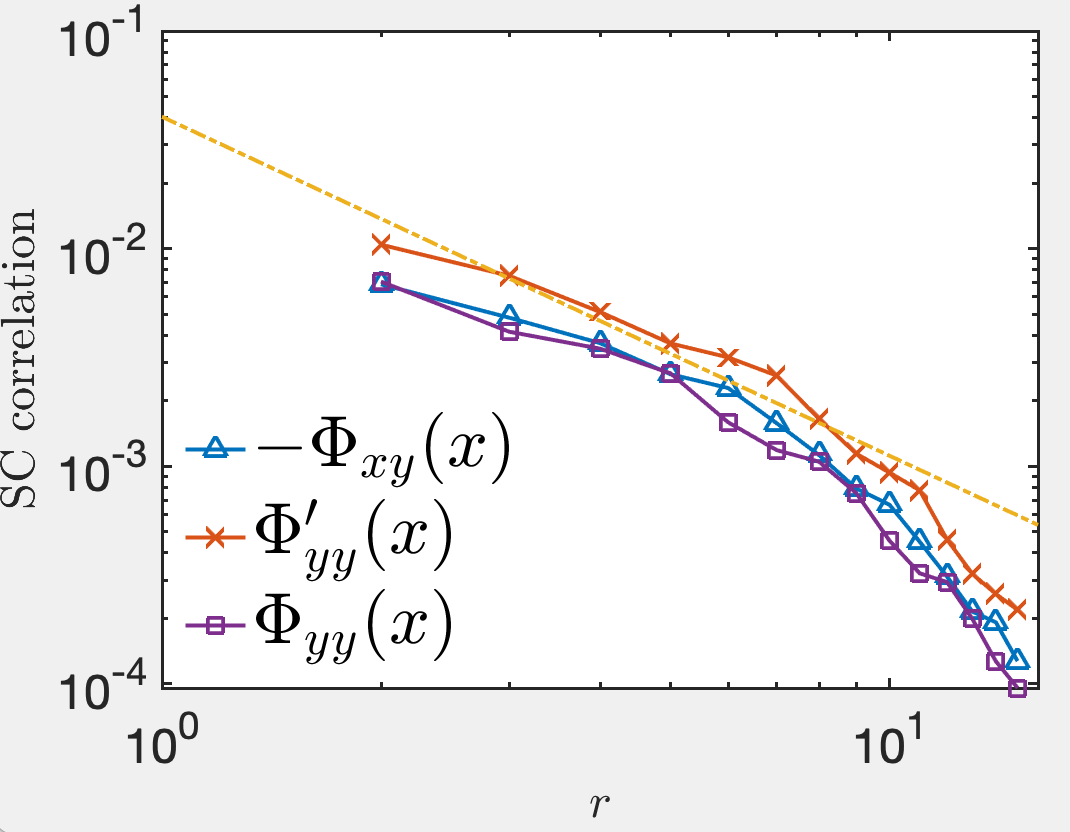 10^-1
10^-2
10^-3
10^-4
SC correlation
−Φ_xy(x)
Φ′_yy(x)
Φ_yy(x)
10^0
10^1
r